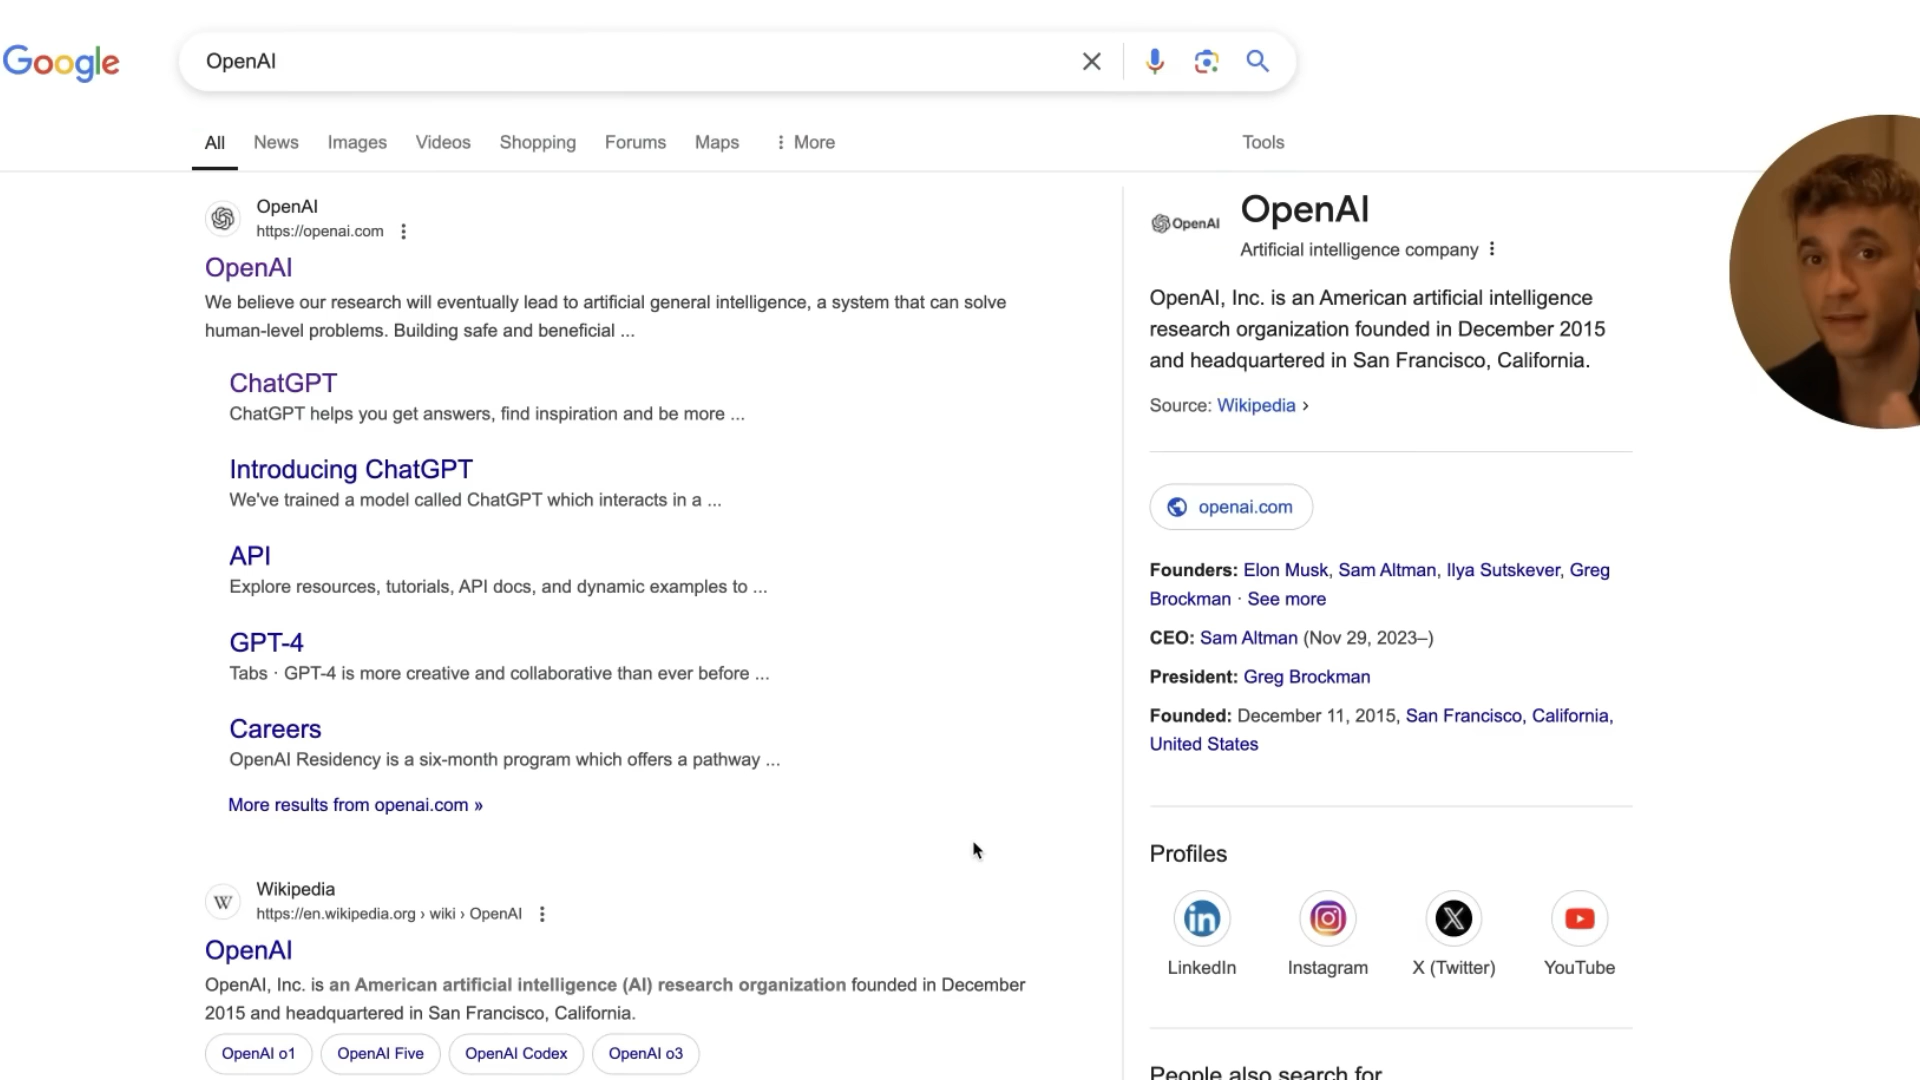 Google
OpenAI
All
News
Images
Videos
Shopping
Forums
Maps
More
Tools
OpenAI
https://openai.com
OpenAI
We believe our research will eventually lead to artificial general intelligence, a system that can solve
human-level problems. Building safe and beneficial ...
ChatGPT
ChatGPT helps you get answers, find inspiration and be more ...
Introducing ChatGPT
We've trained a model called ChatGPT which interacts in a ...
API
Explore resources, tutorials, API docs, and dynamic examples to ...
GPT-4
Tabs · GPT-4 is more creative and collaborative than ever before ...
Careers
OpenAI Residency is a six-month program which offers a pathway ...
More results from openai.com »
W
Wikipedia
https://en.wikipedia.org › wiki › OpenAI
OpenAI
OpenAI, Inc. is an American artificial intelligence (AI) research organization founded in December
2015 and headquartered in San Francisco, California.
OpenAI o1
OpenAI Five
OpenAI Codex
OpenAI o3
OpenAI
OpenAI
Artificial intelligence company
OpenAI, Inc. is an American artificial intelligence
research organization founded in December 2015
and headquartered in San Francisco, California.
Source: Wikipedia ›
openai.com
Founders: Elon Musk, Sam Altman, Ilya Sutskever, Greg
Brockman · See more
CEO: Sam Altman (Nov 29, 2023–)
President: Greg Brockman
Founded: December 11, 2015, San Francisco, California,
United States
Profiles
in
X
LinkedIn
Instagram
X (Twitter)
YouTube
People also search for